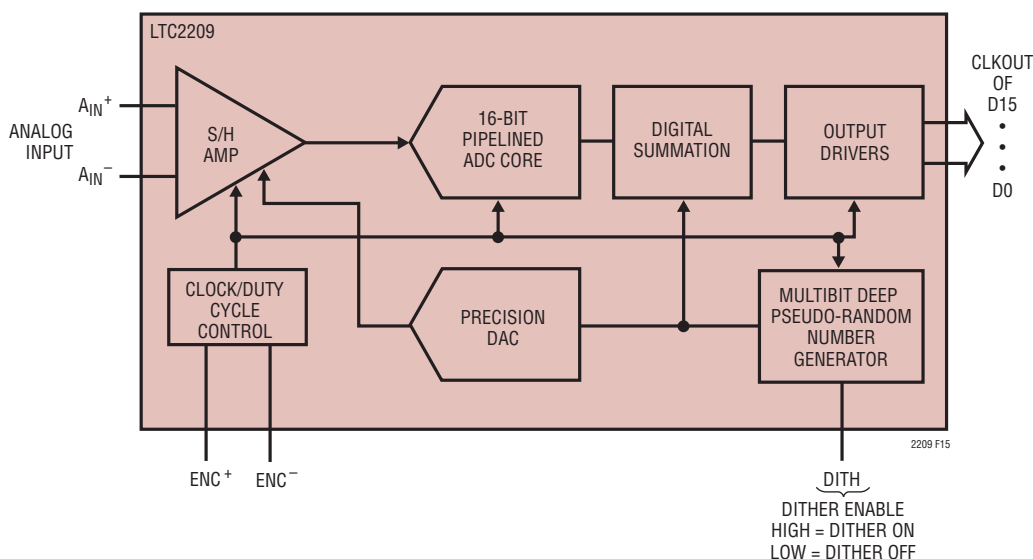 LTC2209
AIN+
ANALOG
INPUT
AIN−
S/H
AMP
16-BIT
PIPELINED
ADC CORE
DIGITAL
SUMMATION
OUTPUT
DRIVERS
CLKOUT
OF
D15
•
•
•
D0
CLOCK/DUTY
CYCLE
CONTROL
PRECISION
DAC
MULTIBIT DEEP
PSEUDO-RANDOM
NUMBER
GENERATOR
2209 F15
ENC+
ENC−
DITH
DITHER ENABLE
HIGH = DITHER ON
LOW = DITHER OFF